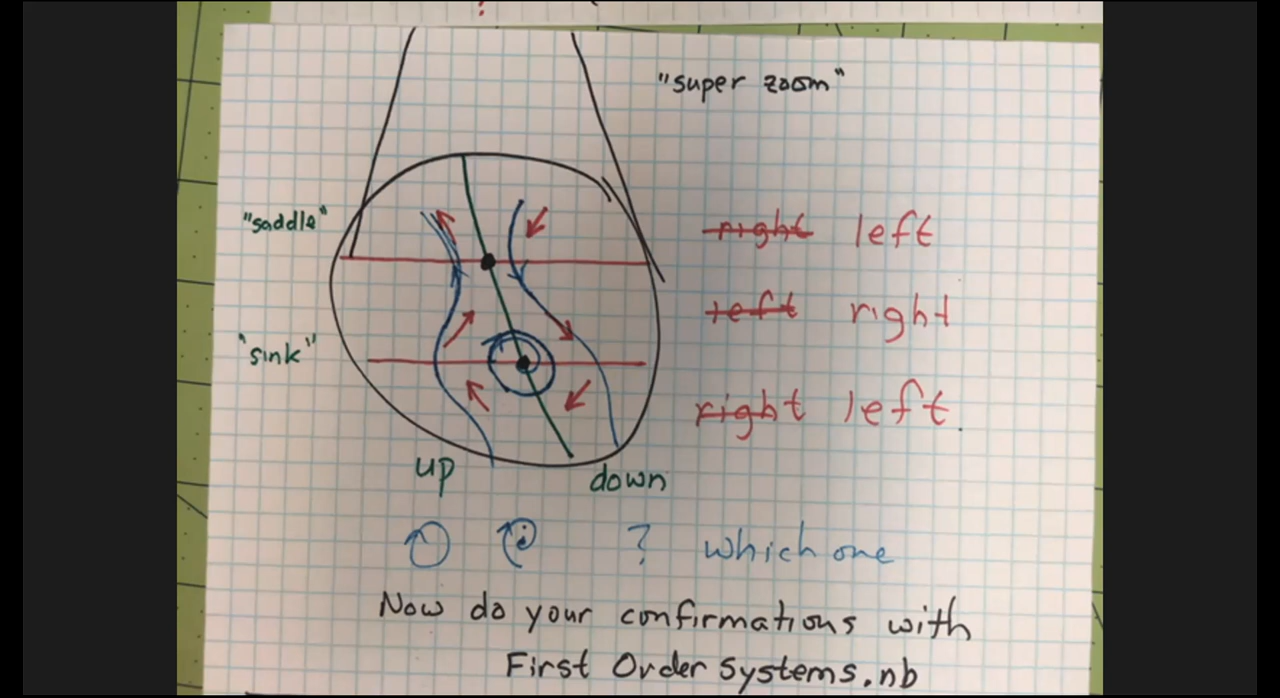 "super zoom"
"saddle"
right left
left right
"sink"
right left.
up
down
? which one
Now do your confirmations with
First Order Systems.nb